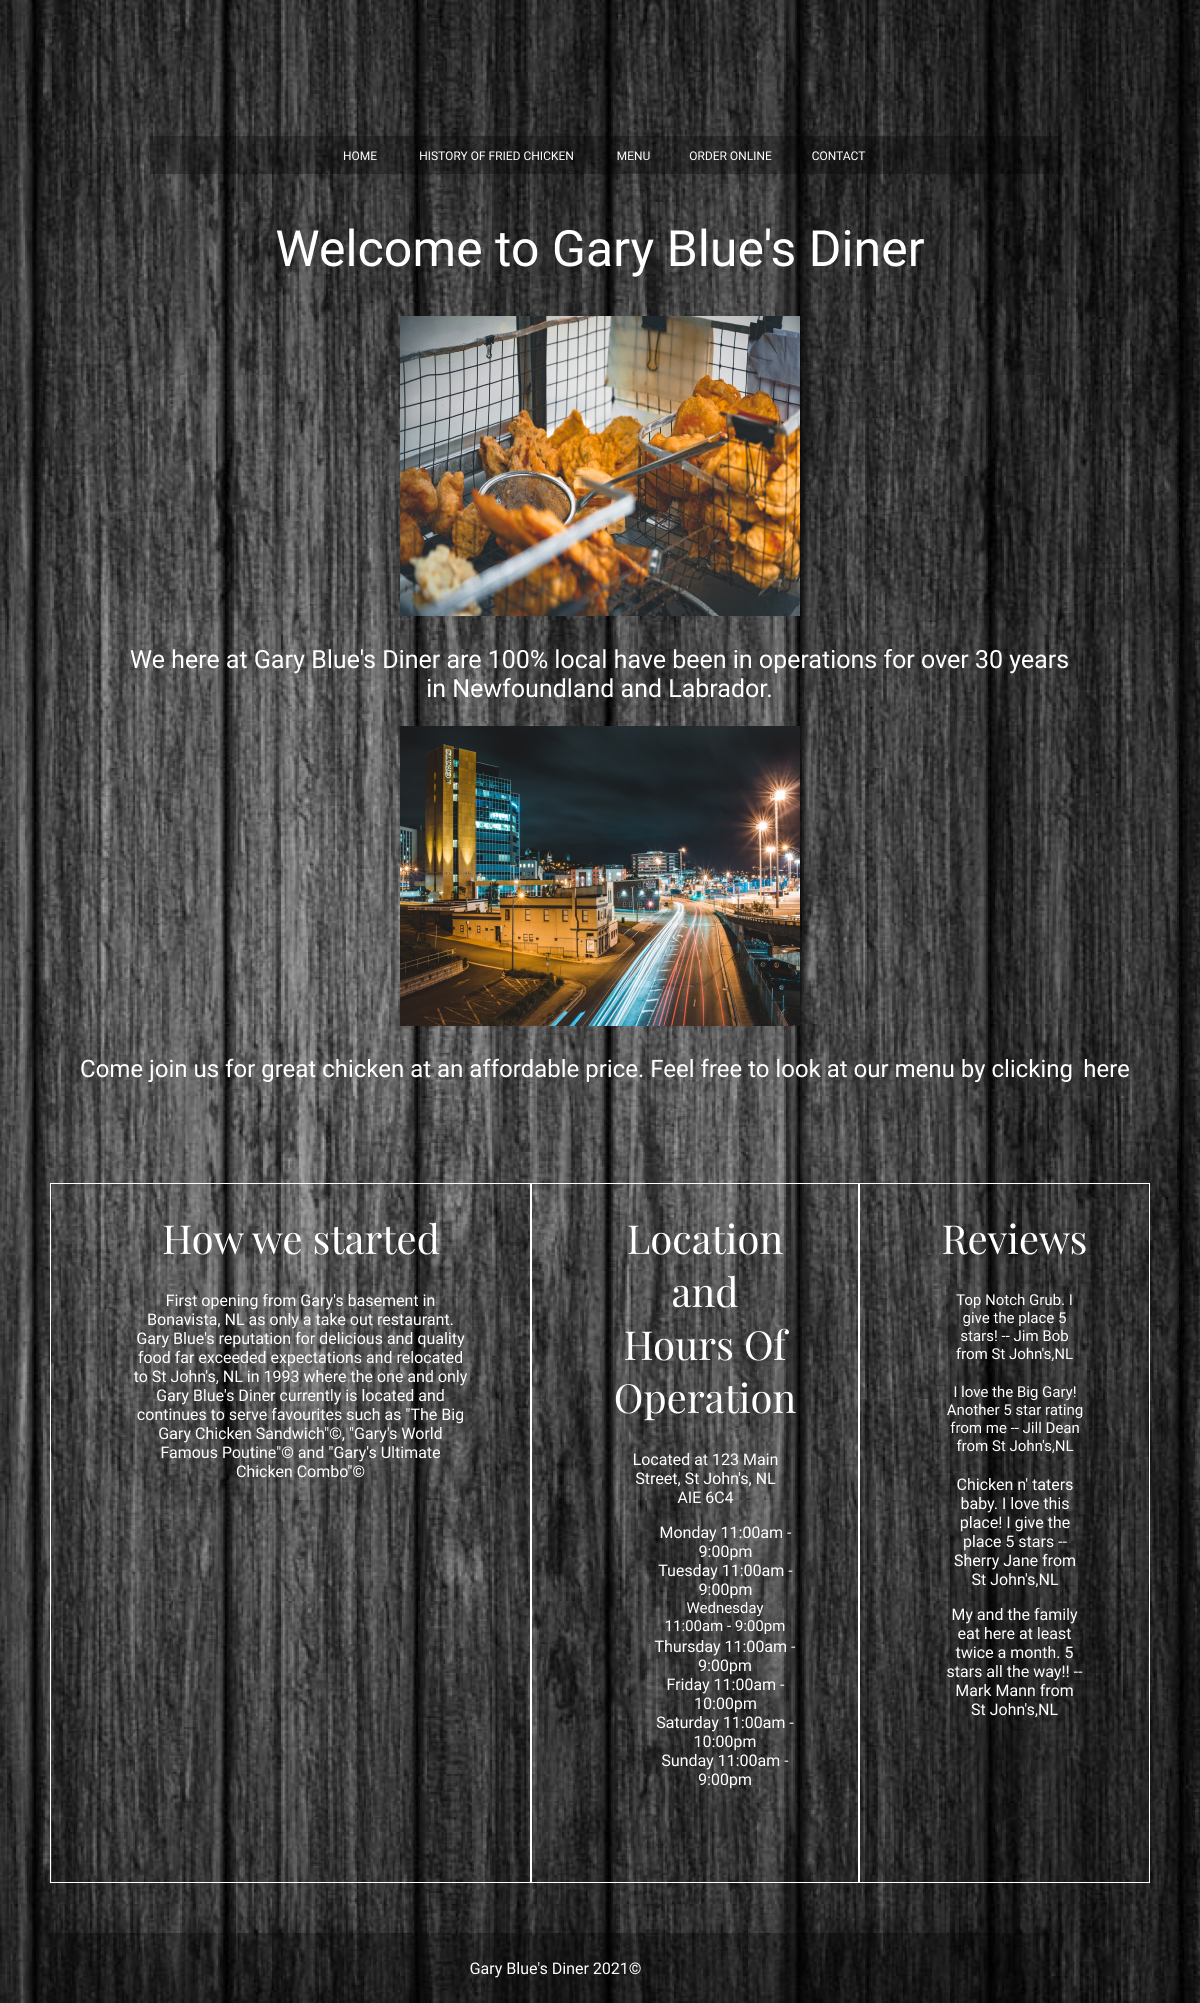 HOME HISTORY OF FRIED CHICKEN MENU ORDER ONLINE CONTACT
Welcome to Gary Blue's Diner
We here at Gary Blue's Diner are 100% local have been in operations for over 30 years
in Newfoundland and Labrador.
Come join us for great chicken at an affordable price. Feel free to look at our menu by clicking here
How we started
First opening from Gary's basement in
Bonavista, NL as only a take out restaurant.
Gary Blue's reputation for delicious and quality
food far exceeded expectations and relocated
to St John's, NL in 1993 where the one and only
Gary Blue's Diner currently is located and
continues to serve favourites such as "The Big
Gary Chicken Sandwich"©, "Gary's World
Famous Poutine"© and "Gary's Ultimate
Chicken Combo"©
Location
and
Hours Of
Operation
Located at 123 Main
Street, St John's, NL
AIE 6C4
Monday 11:00am -
9:00pm
Tuesday 11:00am -
9:00pm
Wednesday
11:00am - 9:00pm
Thursday 11:00am -
9:00pm
Friday 11:00am -
10:00pm
Saturday 11:00am -
10:00pm
Sunday 11:00am -
9:00pm
Reviews
Top Notch Grub. I
give the place 5
stars! -- Jim Bob
from St John's,NL
I love the Big Gary!
Another 5 star rating
from me -- Jill Dean
from St John's,NL
Chicken n' taters
baby. I love this
place! I give the
place 5 stars --
Sherry Jane from
St John's,NL
My and the family
eat here at least
twice a month. 5
stars all the way!! --
Mark Mann from
St John's,NL
Gary Blue's Diner 2021©